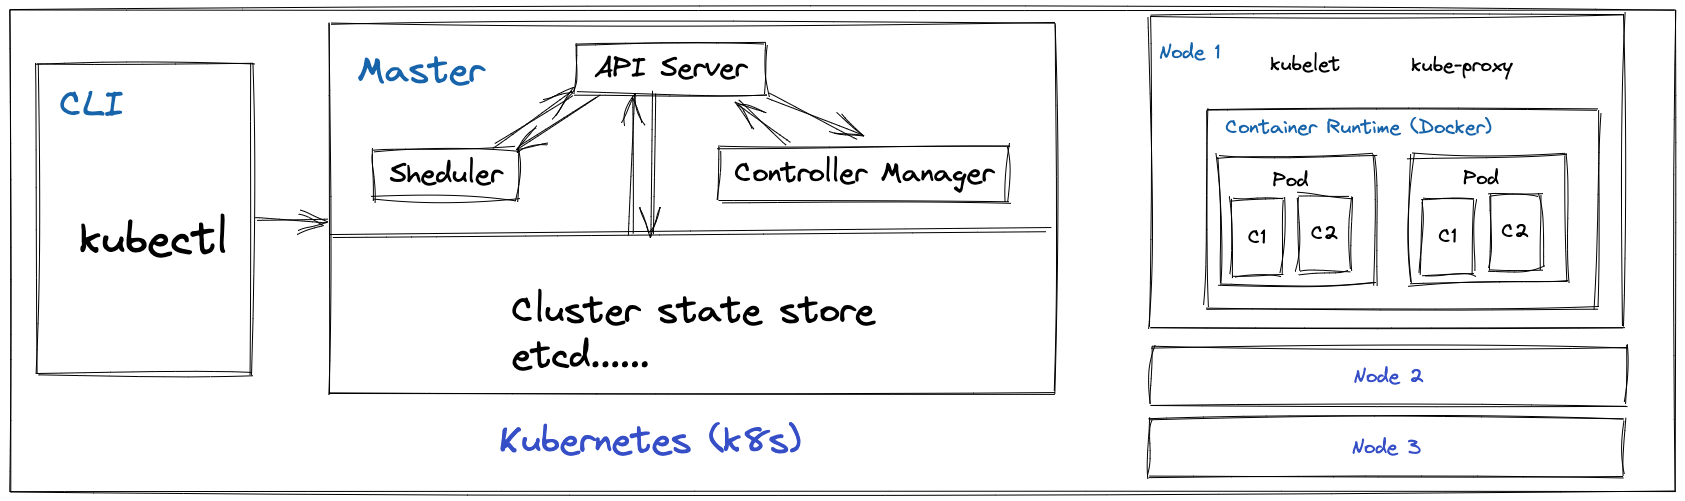 CLI
kubectl
Master
API Server
Sheduler
Controller Manager
Cluster state store
etcd......
Kubernetes (k8s)
Node 1
kubelet
kube-proxy
Container Runtime (Docker)
Pod
C1
C2
Pod
C1
C2
Node 2
Node 3